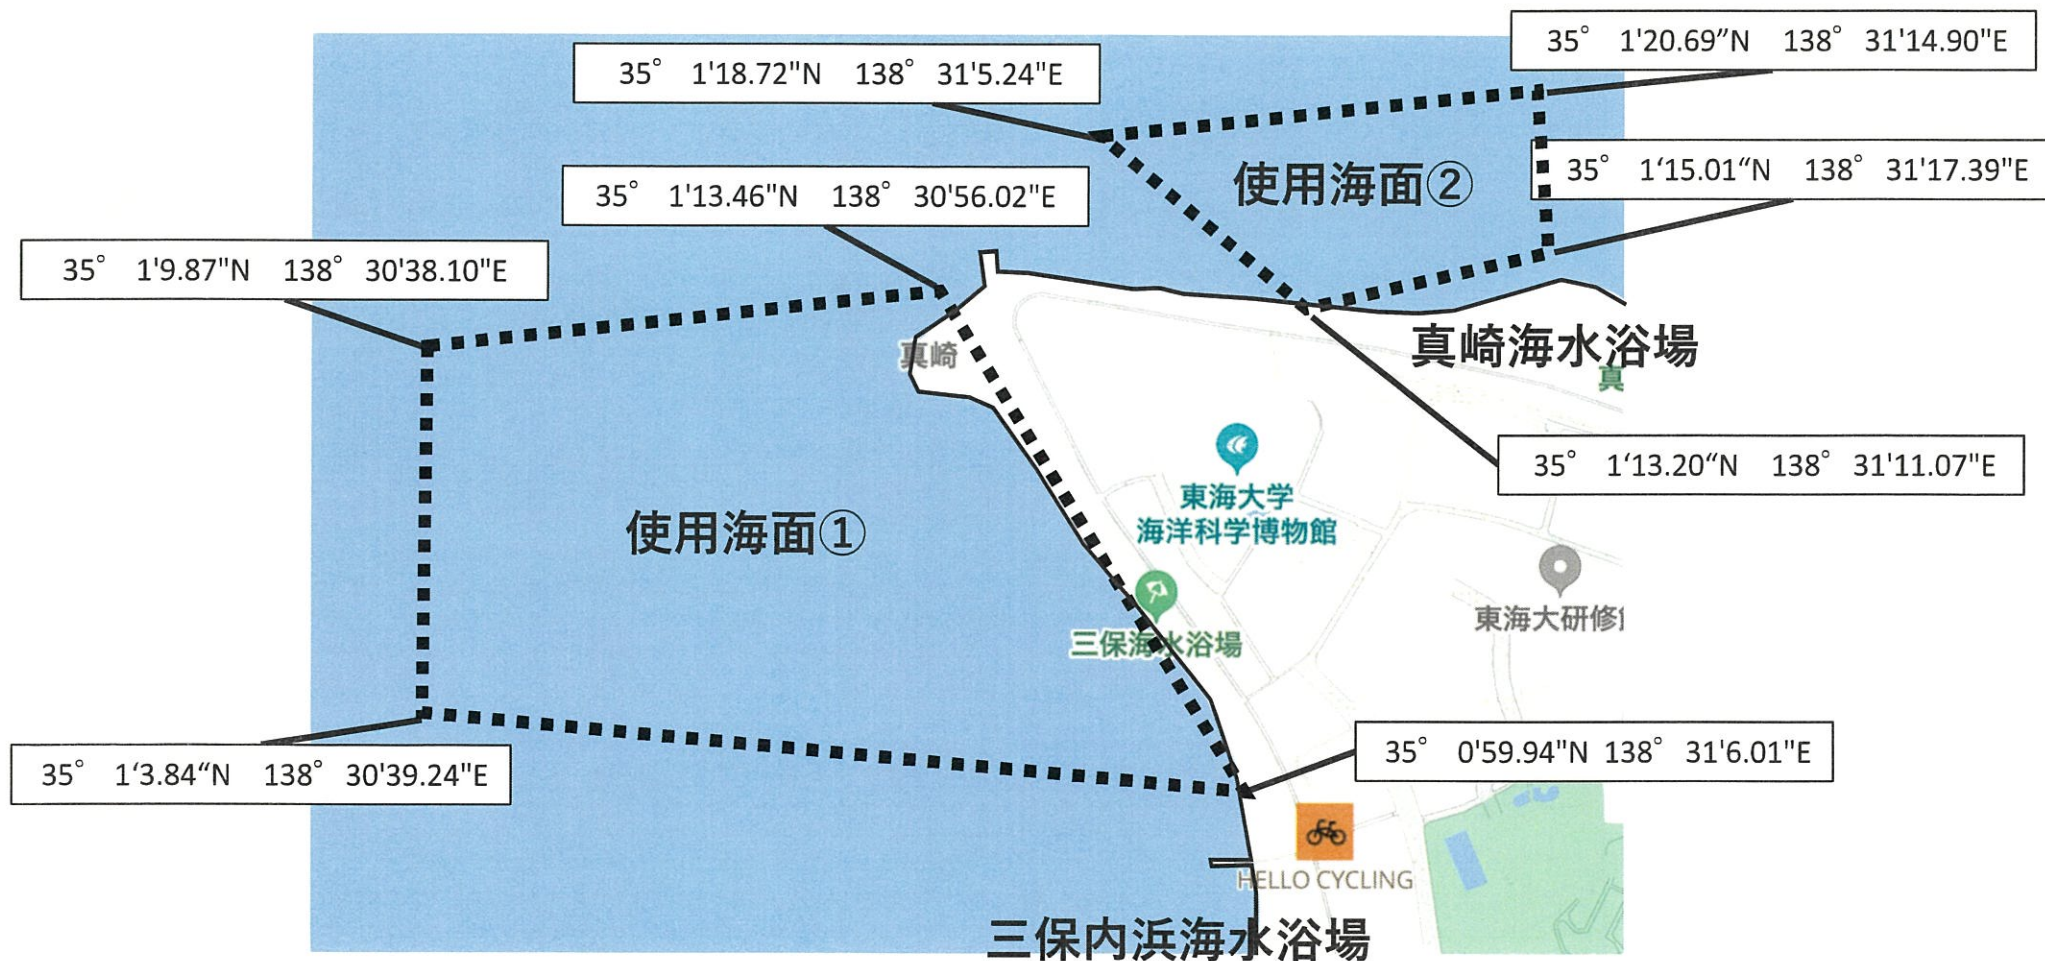 35° 1'20.69"N 138° 31'14.90"E
35° 1'18.72"N 138° 31'5.24"E
35° 1'15.01"N 138° 31'17.39"E
使用海面②
35° 1'13.46"N 138° 30'56.02"E
35° 1'9.87"N 138° 30'38.10"E
真崎海水浴場
真崎
真
35° 1'13.20"N 138° 31'11.07"E
東海大学
海洋科学博物館
使用海面①
東海大研修
三保海水浴場
35° 0'59.94"N 138° 31'6.01"E
35° 1'3.84"N 138° 30'39.24"E
HELLO CYCLING
三保内浜海水浴場